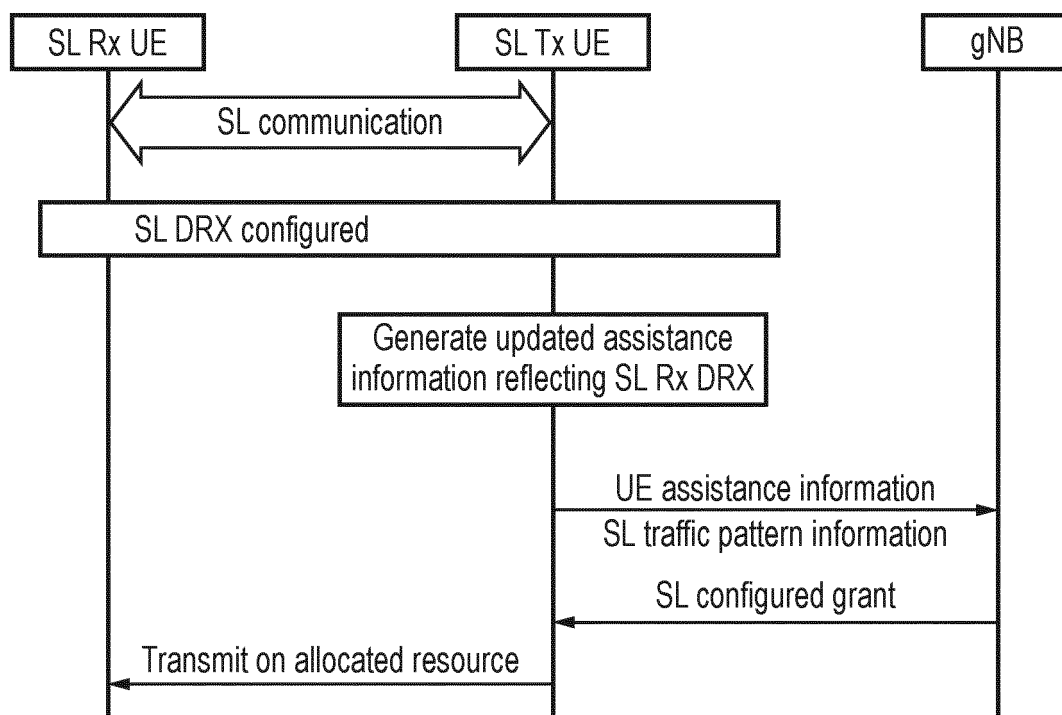 SL Rx UE
SL Tx UE
gNB
SL communication
SL DRX configured
Generate updated assistance
information reflecting SL Rx DRX
UE assistance information
SL traffic pattern information
SL configured grant
Transmit on allocated resource